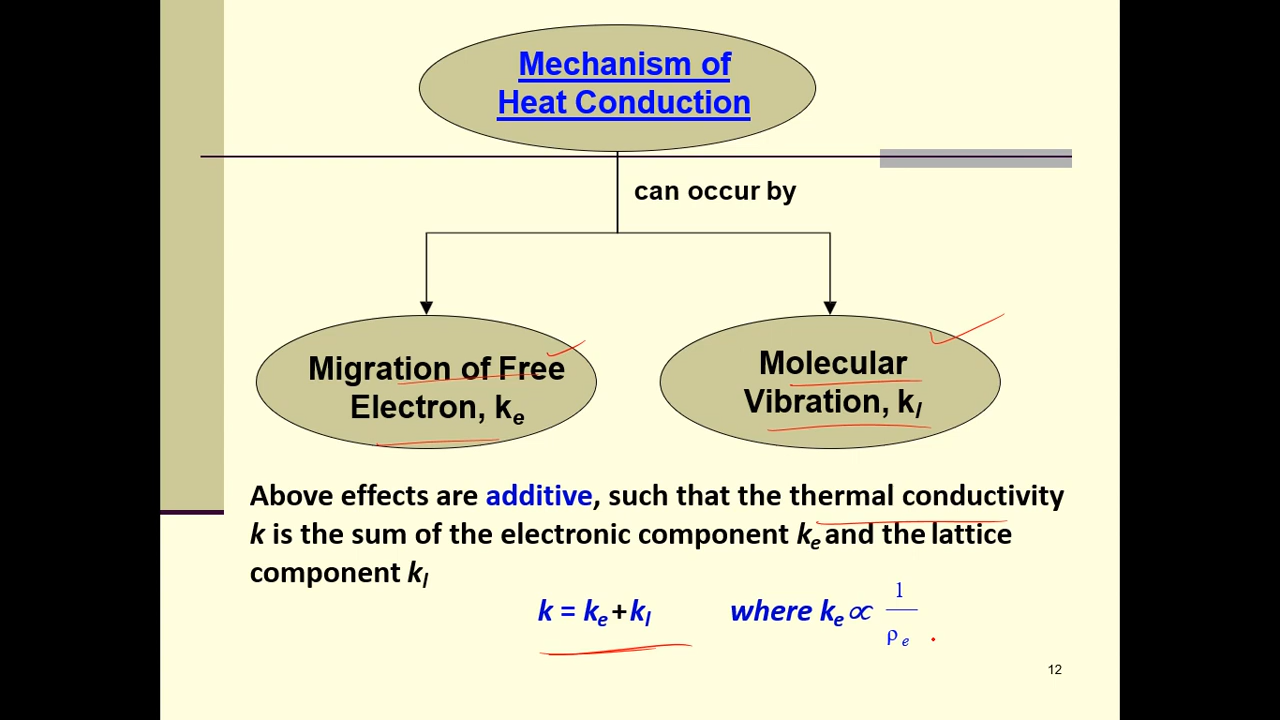 Mechanism of
Heat Conduction
can occur by
Migration of Free
Electron, kₑ
Molecular
Vibration, kₗ
Above effects are additive, such that the thermal conductivity
k is the sum of the electronic component kₑ and the lattice
component kₗ
k = kₑ+kₗ where kₑ ∝ 1/ρₑ
12